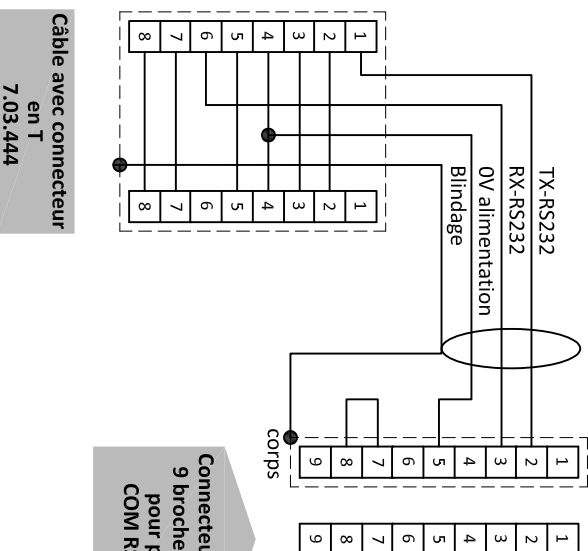 Câble avec connecteur
en T
7.03.444
8 7 6 5 4 3 2 1
8 7 6 5 4 3 2 1
TX-RS232
RX-RS232
0V alimentation
Blindage
corps
9 8 7 6 5 4 3 2 1
9 8 7 6 5 4 3 2 1
9
pour
COM